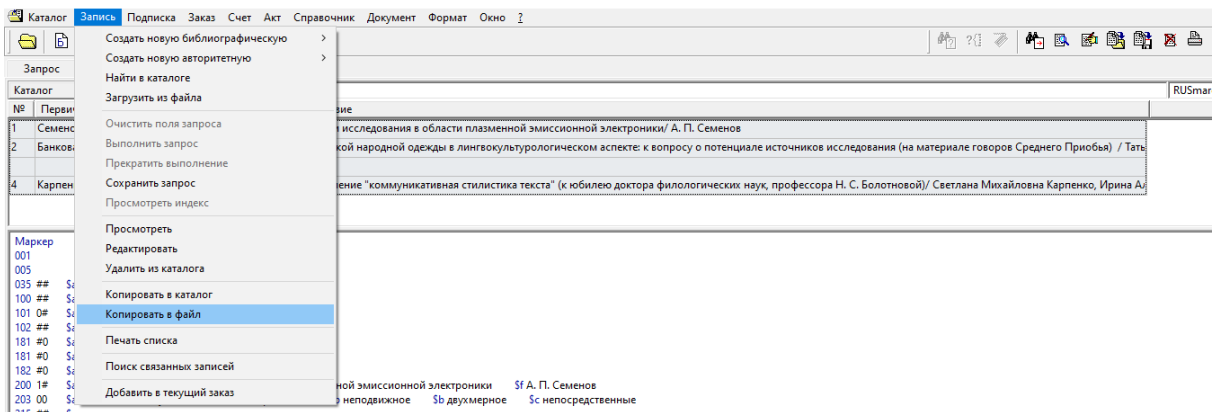 Каталог Запись Подписка Заказ Счет Акт Справочник Документ Формат Окно ?
Запрос
Каталог RUSmar
№ Перви вие
1 Семенс и исследования в области плазменной эмиссионной электроники/ А. П. Семенов
2 Банкова кой народной одежды в лингвокультурологическом аспекте: к вопросу о потенциале источников исследования (на материале говоров Среднего Приобья) / Тать
4 Карпен ение "коммуникативная стилистика текста" (к юбилею доктора филологических наук, профессора Н. С. Болотновой)/ Светлана Михайловна Карпенко, Ирина Ал
Создать новую библиографическую
Создать новую авторитетную
Найти в каталоге
Загрузить из файла
Очистить поля запроса
Выполнить запрос
Прекратить выполнение
Сохранить запрос
Просмотреть индекс
Просмотреть
Редактировать
Удалить из каталога
Копировать в каталог
Копировать в файл
Печать списка
Поиск связанных записей
Добавить в текущий заказ
Маркер
001
005
035 ## $a
100 ## $a
101 0# $a
102 ## $a
181 #0 $a
181 #0 $a
182 #0 $a
200 1# $a ной эмиссионной электроники $f А. П. Семенов
203 00 $a неподвижное $b двухмерное $c непосредственные